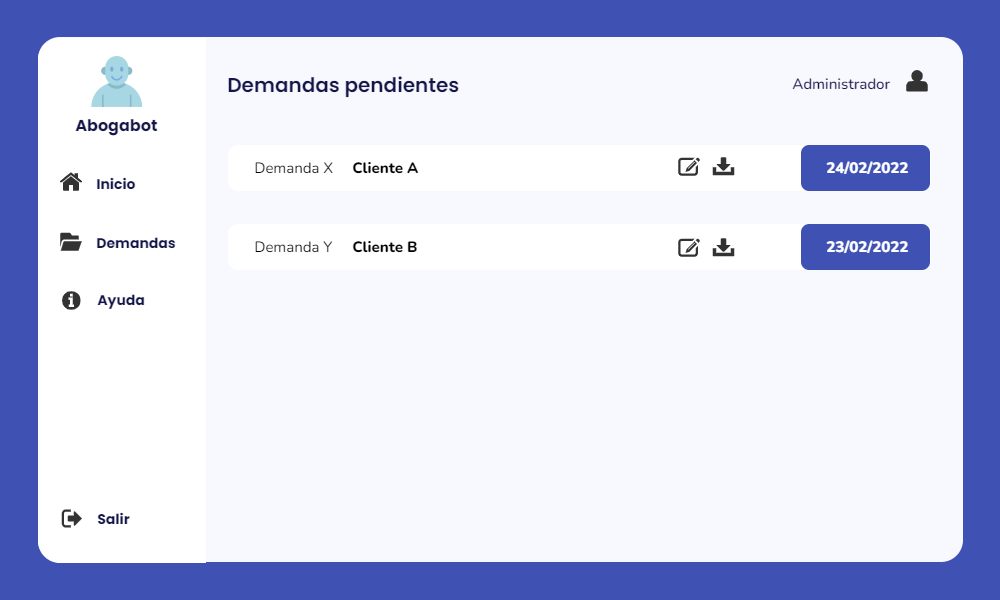 Abogabot
Inicio
Demandas
Ayuda
Salir
Demandas pendientes
Administrador
Demanda X Cliente A 24/02/2022
Demanda Y Cliente B 23/02/2022